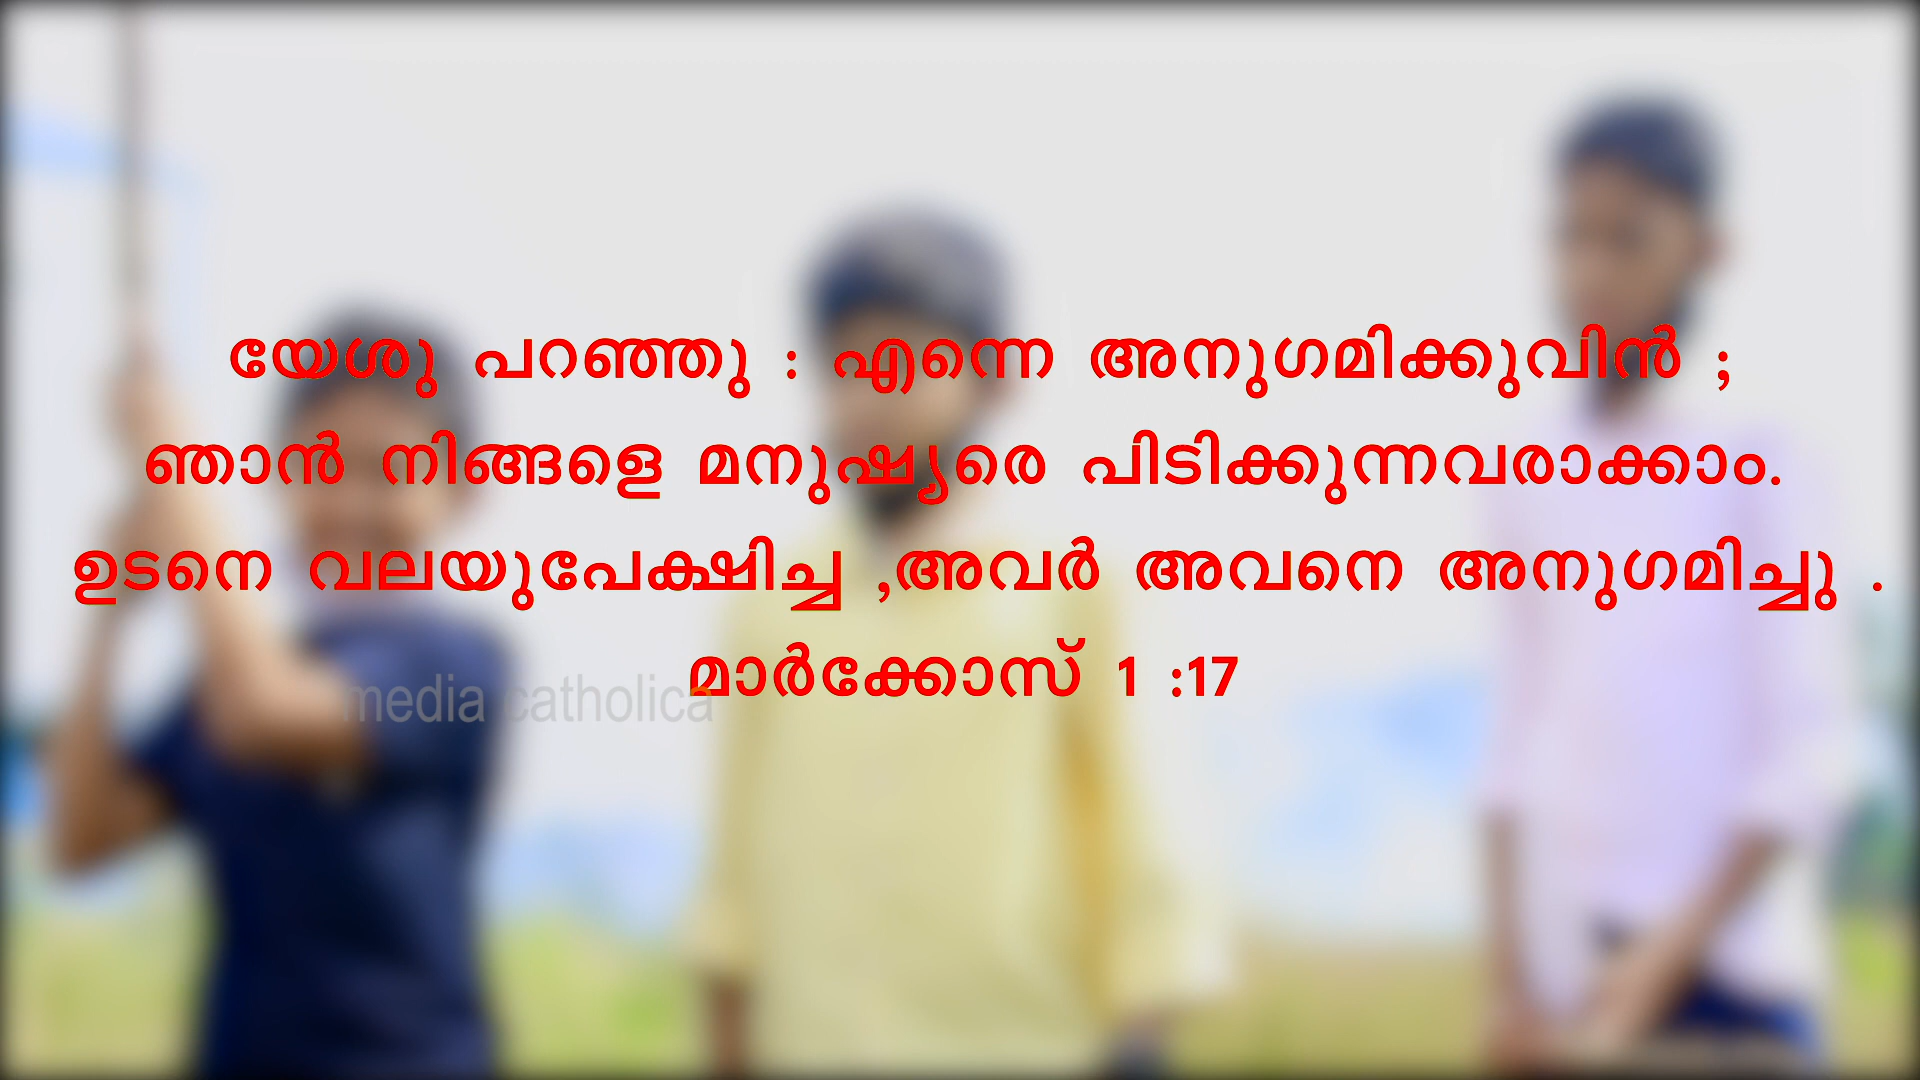 യേശു പറഞ്ഞു : എന്നെ അനുഗമിക്കുവിൻ ;
ഞാൻ നിങ്ങളെ മനുഷ്യരെ പിടിക്കുന്നവരാക്കാം.
ഉടനെ വലയുപേക്ഷിച്ച ,അവർ അവനെ അനുഗമിച്ചു .
മാർക്കോസ് 1 :17
media catholica